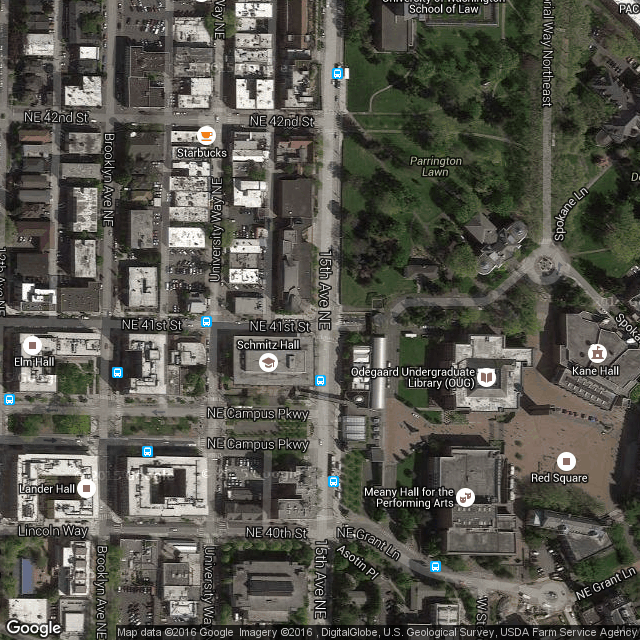 University of Washington
School of Law
PAC
Way NE
Way Northeast
NE 42nd St
NE 42nd St
Starbucks
Parrington
Lawn
Brooklyn Ave NE
University Way NE
Spokane Ln
15th Ave NE
12th Ave NE
NE 41st St
NE 41st St
Schmitz Hall
Elm Hall
Kane Hall
Odegaard Undergraduate
Library (OUG)
NE Campus Pkwy
NE Campus Pkwy
Red Square
Lander Hall
Meany Hall for the
Performing Arts
Lincoln Way
NE 40th St
NE Grant Ln
Asotin Pl
Brooklyn Ave NE
University Wa
15th Ave NE
NE Grant Ln
Google
Map data ©2016 Google Imagery ©2016 , DigitalGlobe, U.S. Geological Survey, USDA Farm Service Agency